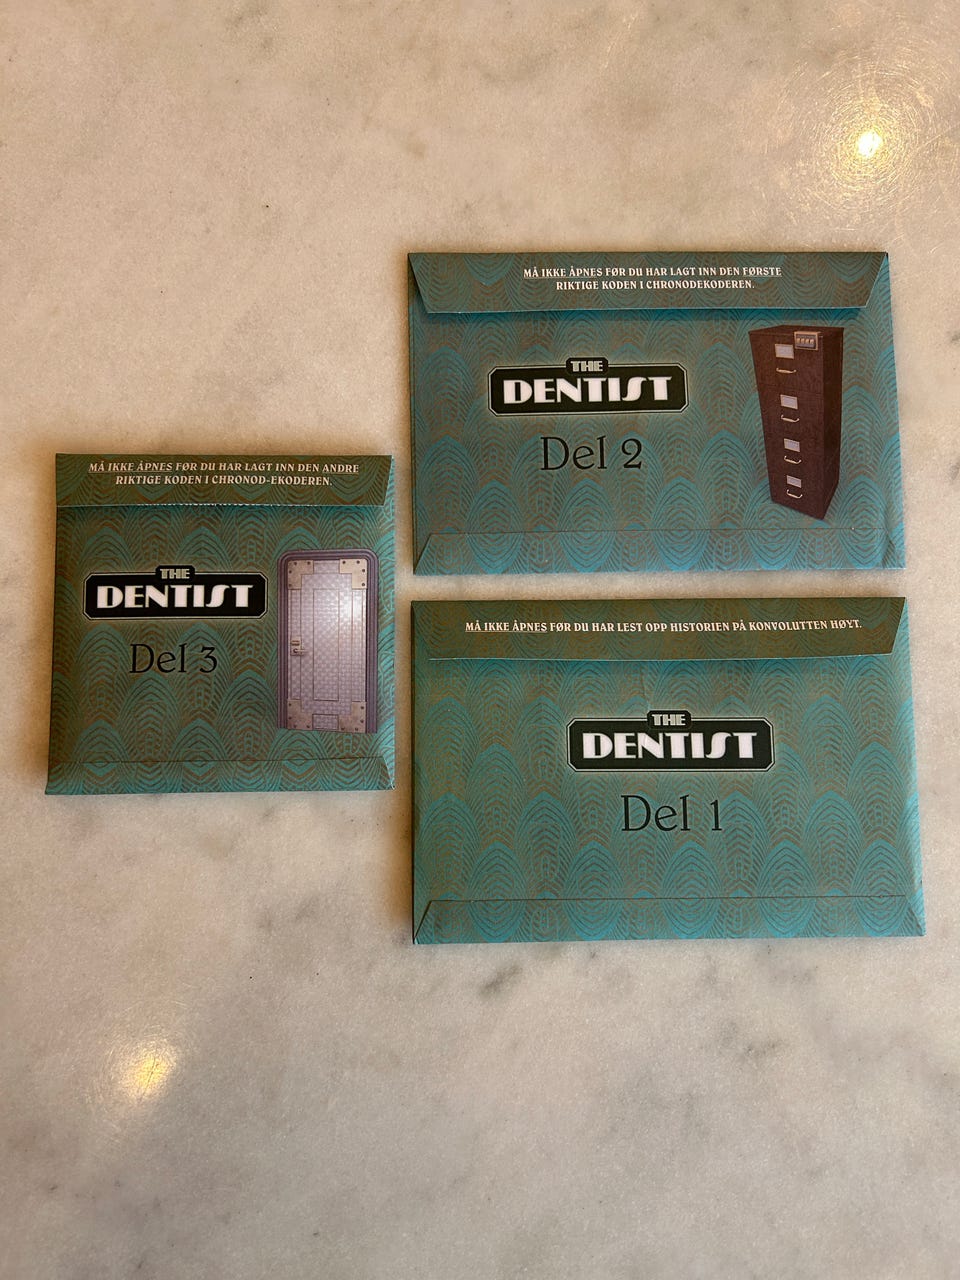 MÅ IKKE ÅPNES FØR DU HAR LAGT INN DEN FØRSTE
RIKTIGE KODEN I CHRONODEKODEREN.
THE
DENTIST
Del 2
MÅ IKKE ÅPNES FØR DU HAR LAGT INN DEN ANDRE
RIKTIGE KODEN I CHRONOD-EKODEREN.
THE
DENTIST
Del 3
MÅ IKKE ÅPNES FØR DU HAR LEST OPP HISTORIEN PÅ KONVOLUTTEN HØYT.
THE
DENTIST
Del 1